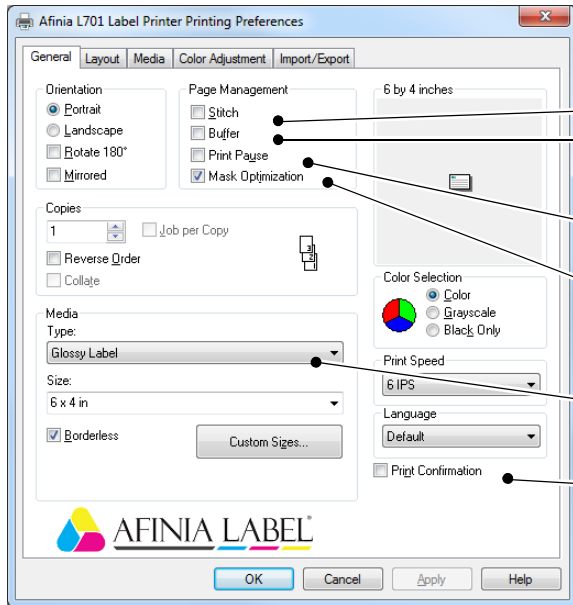 Afinia L701 Label Printer Printing Preferences
General Layout Media Color Adjustment Import/Export
Orientation
Portrait
Landscape
Rotate 180°
Mirrored
Page Management
Stitch
Buffer
Print Pause
Mask Optimization
6 by 4 inches
Copies
1
Job per Copy
Reverse Order
Collate
3
2
1
Color Selection
Color
Grayscale
Black Only
Media
Type:
Glossy Label
Size:
6 x 4 in
Borderless
Custom Sizes...
Print Speed
6 IPS
Language
Default
Print Confirmation
AFINIA LABEL
OK Cancel Apply Help